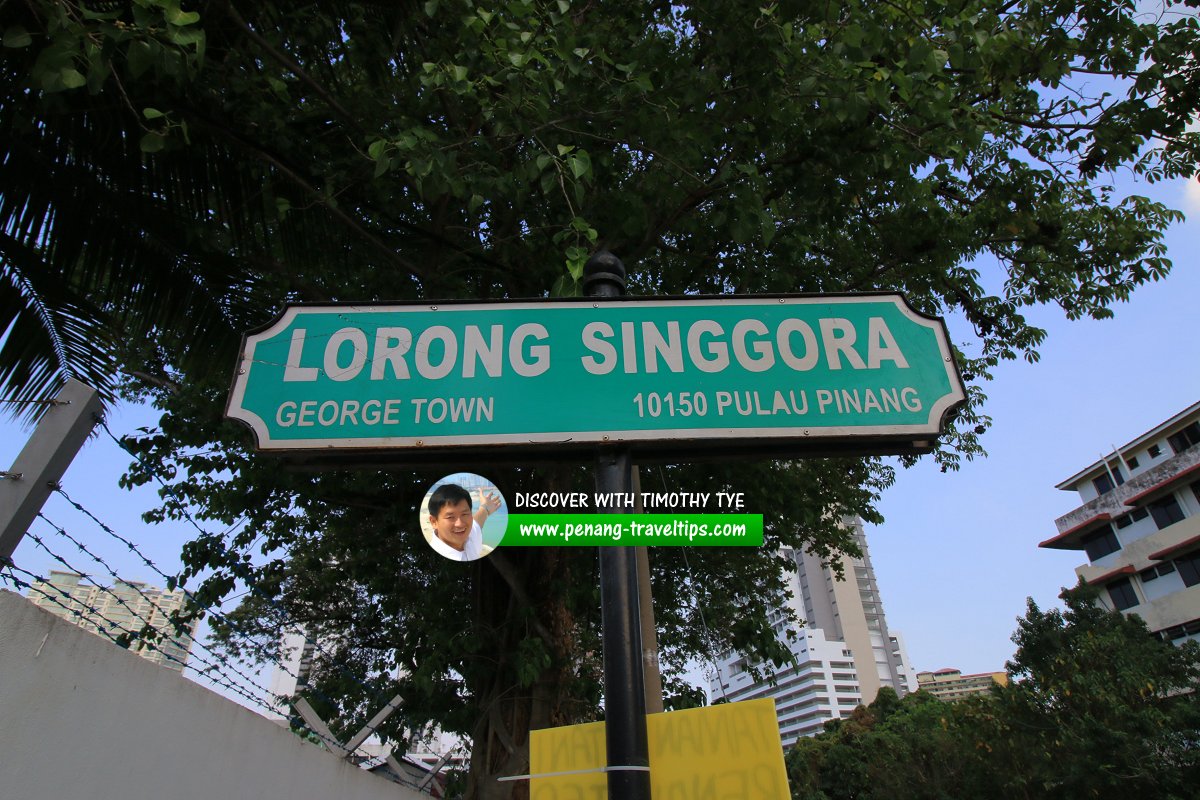 LORONG SINGGORA
GEORGE TOWN 10150 PULAU PINANG
DISCOVER WITH TIMOTHY TYE
www.penang-traveltips.com